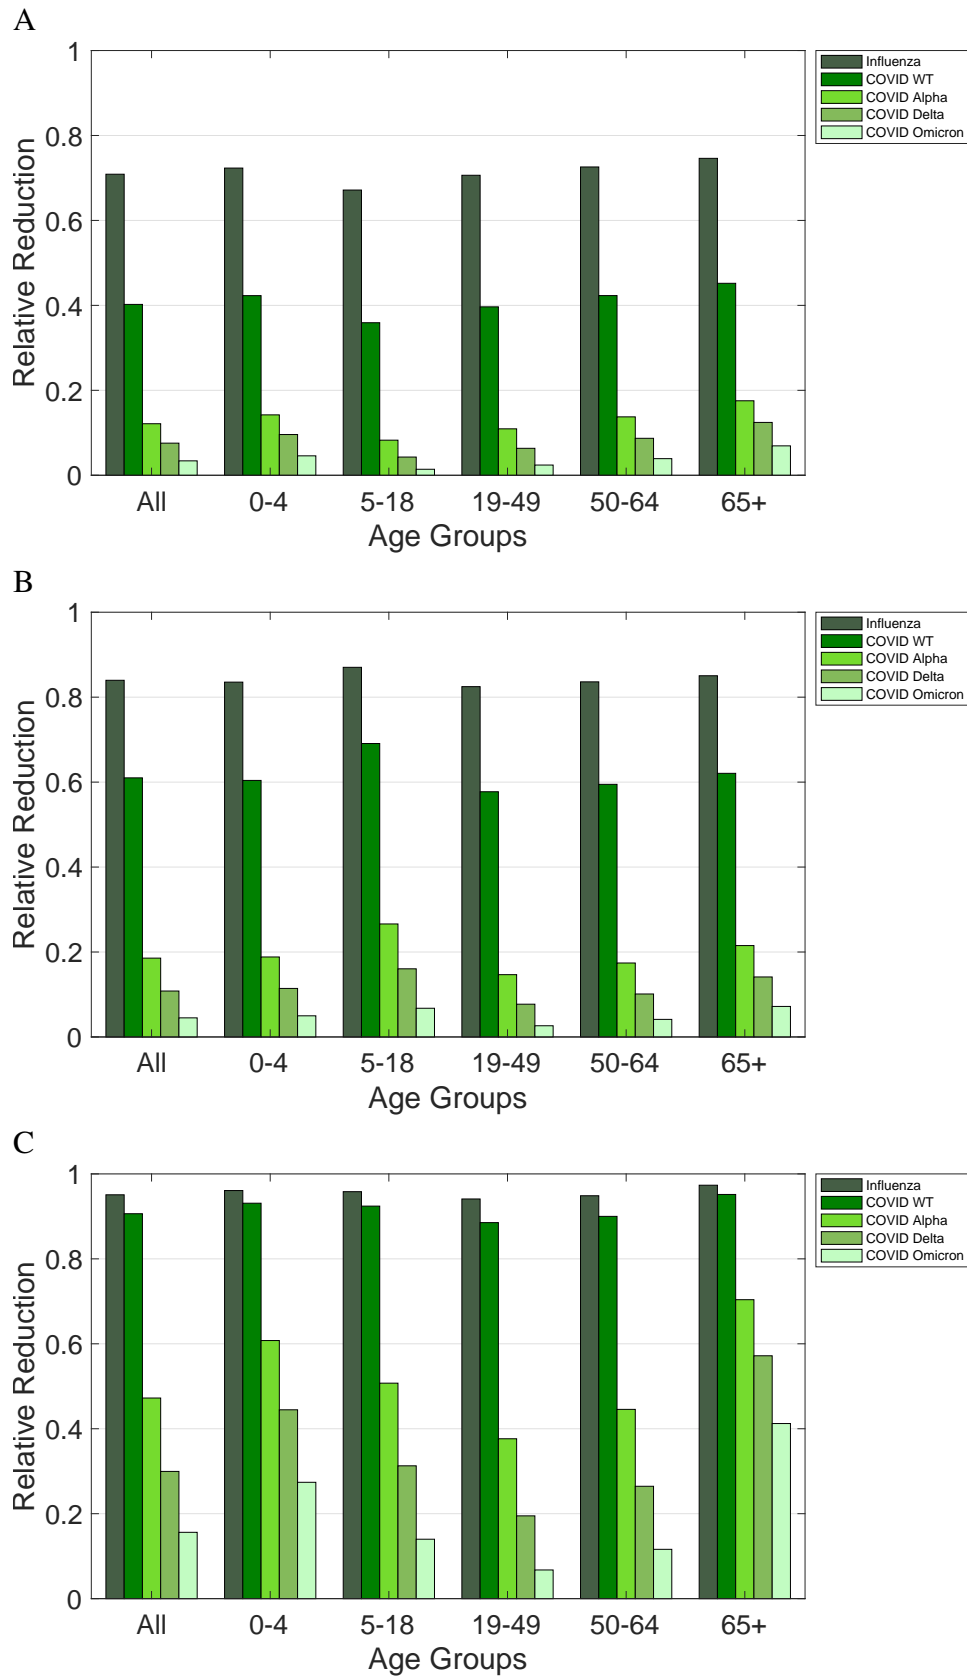 A
1
0.8
0.6
0.4
0.2
0
Relative Reduction
All 0-4 5-18 19-49 50-64 65+
Age Groups
Influenza
COVID WT
COVID Alpha
COVID Delta
COVID Omicron
B
1
0.8
0.6
0.4
0.2
0
Relative Reduction
All 0-4 5-18 19-49 50-64 65+
Age Groups
Influenza
COVID WT
COVID Alpha
COVID Delta
COVID Omicron
C
1
0.8
0.6
0.4
0.2
0
Relative Reduction
All 0-4 5-18 19-49 50-64 65+
Age Groups
Influenza
COVID WT
COVID Alpha
COVID Delta
COVID Omicron